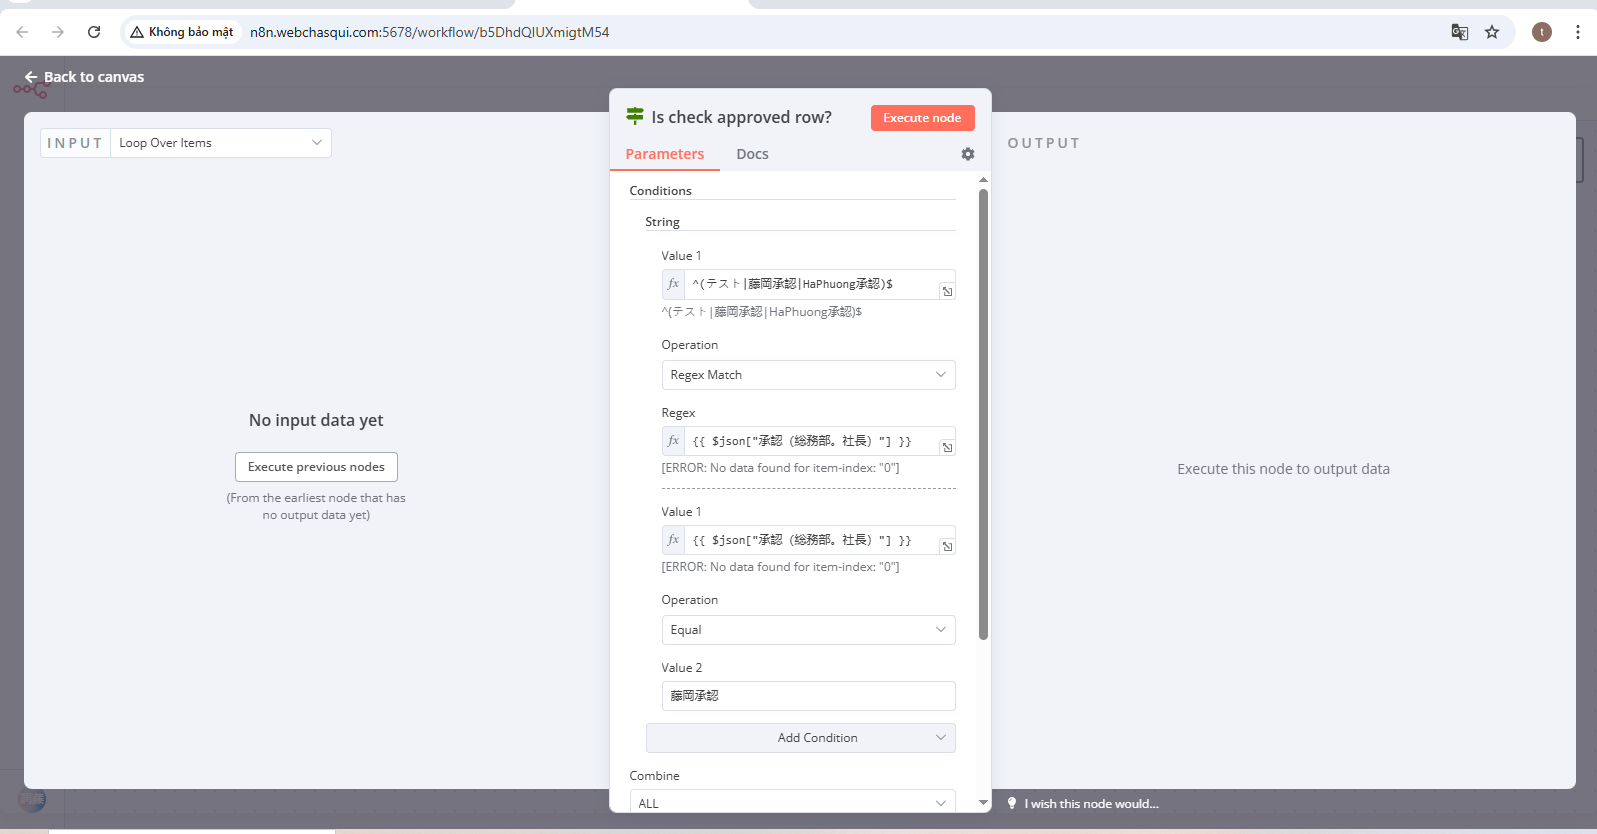 Không bảo mật
n8n.webchasqui.com:5678/workflow/b5DhdQlUXmigtM54
t
Back to canvas
INPUT
Loop Over Items
No input data yet
Execute previous nodes
(From the earliest node that has
no output data yet)
Is check approved row?
Execute node
Parameters
Docs
Conditions
String
Value 1
fx ^(テスト|藤岡承認|HaPhuong承認)$
^(テスト|藤岡承認|HaPhuong承認)$
Operation
Regex Match
Regex
fx {{ $json["承認（総務部。社長）"] }}
[ERROR: No data found for item-index: "0"]
Value 1
fx {{ $json["承認（総務部。社長）"] }}
[ERROR: No data found for item-index: "0"]
Operation
Equal
Value 2
藤岡承認
Add Condition
Combine
ALL
OUTPUT
Execute this node to output data
I wish this node would...